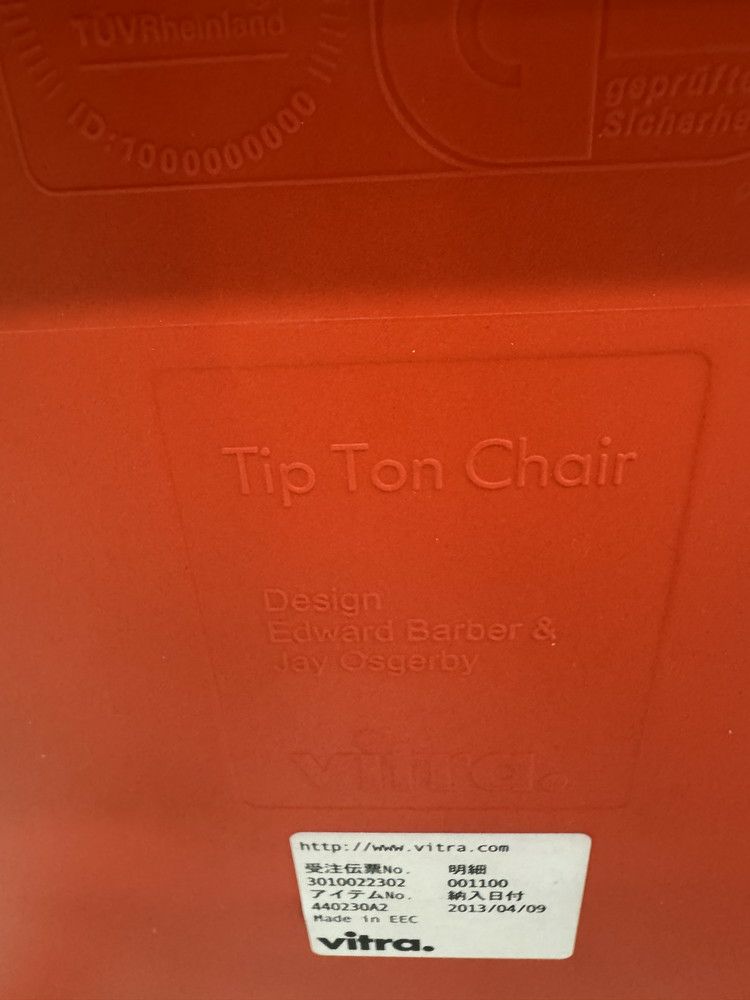 TÜVRheinland
ID:1000000000
geprüfte
Sicherhe
Tip Ton Chair
Design
Edward Barber &
Jay Osgerby
vitra.
http://www.vitra.com
受注伝票No. 明細
3010022302 001100
アイテムNo. 納入日付
440230A2 2013/04/09
Made in EEC
vitra.